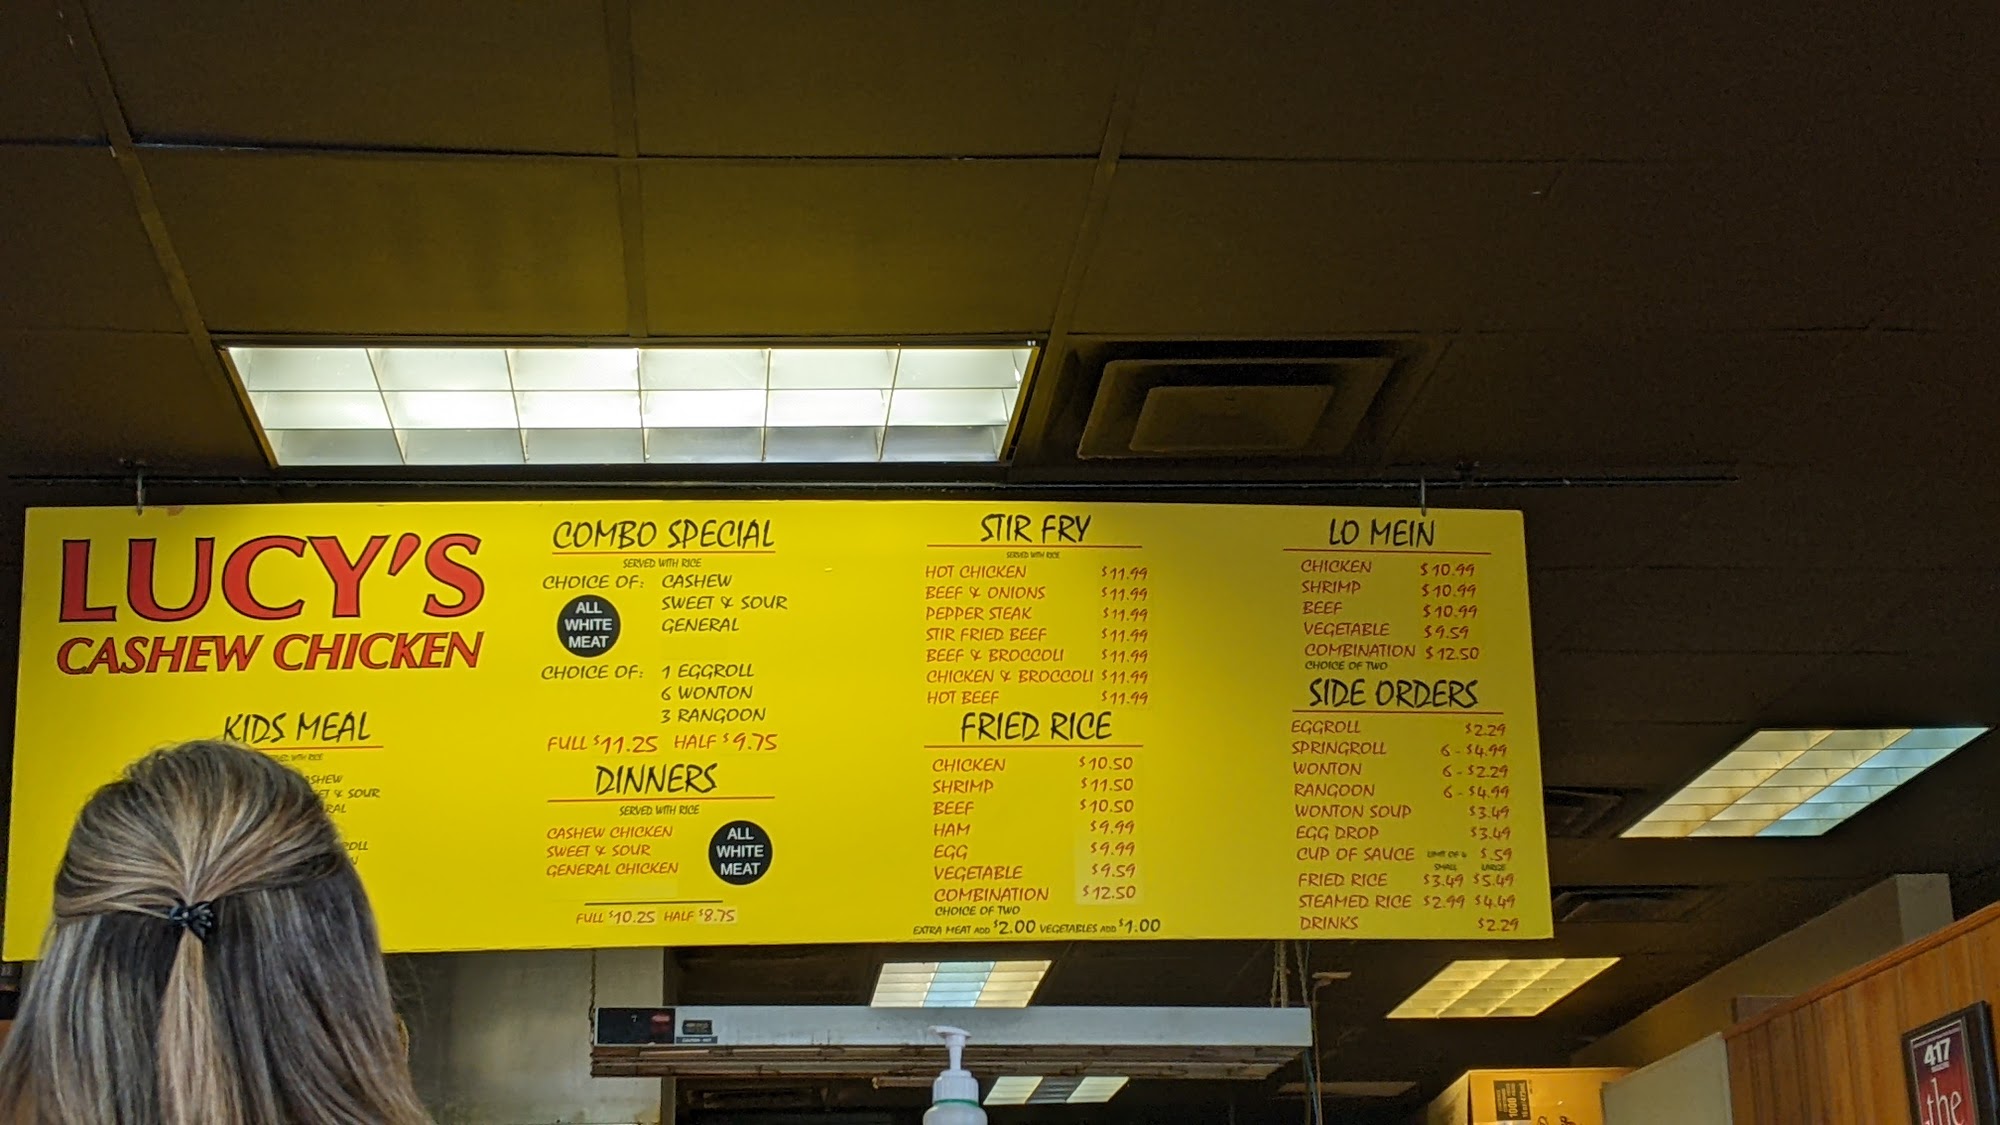 LUCY'S
CASHEW CHICKEN
KIDS MEAL
WITH RICE
SWEET & SOUR
COMBO SPECIAL
SERVED WITH RICE
CHOICE OF: CASHEW
SWEET & SOUR
GENERAL
ALL
WHITE
MEAT
CHOICE OF: 1 EGGROLL
6 WONTON
3 RANGOON
FULL $11.25 HALF $9.75
DINNERS
SERVED WITH RICE
CASHEW CHICKEN
SWEET & SOUR
GENERAL CHICKEN
ALL
WHITE
MEAT
FULL $10.25 HALF $8.75
STIR FRY
SERVED WITH RICE
HOT CHICKEN $11.99
BEEF & ONIONS $11.99
PEPPER STEAK $11.99
STIR FRIED BEEF $11.99
BEEF & BROCCOLI $11.99
CHICKEN & BROCCOLI $11.99
HOT BEEF $11.99
FRIED RICE
CHICKEN $10.50
SHRIMP $11.50
BEEF $10.50
HAM $9.99
EGG $9.99
VEGETABLE $9.59
COMBINATION $12.50
CHOICE OF TWO
EXTRA MEAT ADD $2.00 VEGETABLES ADD $1.00
LO MEIN
CHICKEN $10.99
SHRIMP $10.99
BEEF $10.99
VEGETABLE $9.59
COMBINATION $12.50
CHOICE OF TWO
SIDE ORDERS
EGGROLL $2.29
SPRINGROLL 6 - $4.99
WONTON 6 - $2.29
RANGOON 6 - $4.99
WONTON SOUP $3.49
EGG DROP $3.49
CUP OF SAUCE $.59
SMALL LARGE
FRIED RICE $3.49 $5.49
STEAMED RICE $2.99 $4.49
DRINKS $2.29
417
the
1000